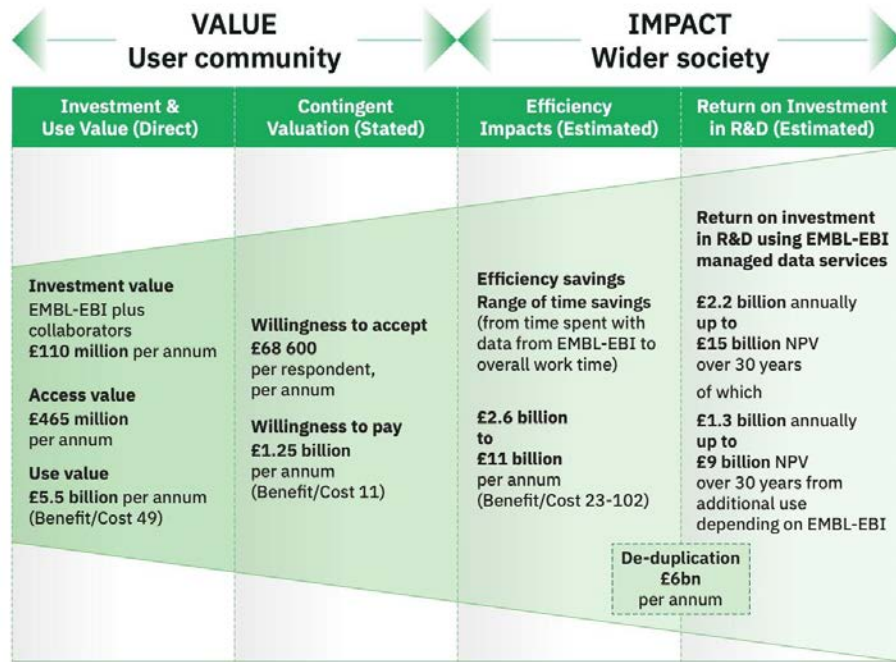 VALUE
User community
IMPACT
Wider society
Investment &
Use Value (Direct)
Contingent
Valuation (Stated)
Efficiency
Impacts (Estimated)
Return on Investment
in R&D (Estimated)
Investment value
EMBL-EBI plus
collaborators
£110 million per annum
Access value
£465 million
per annum
Use value
£5.5 billion per annum
(Benefit/Cost 49)
Willingness to accept
£68 600
per respondent,
per annum
Willingness to pay
£1.25 billion
per annum
(Benefit/Cost 11)
Efficiency savings
Range of time savings
(from time spent with
data from EMBL-EBI to
overall work time)
£2.6 billion
to
£11 billion
per annum
(Benefit/Cost 23-102)
Return on investment
in R&D using EMBL-EBI
managed data services
£2.2 billion annually
up to
£15 billion NPV
over 30 years
of which
£1.3 billion annually
up to
£9 billion NPV
over 30 years from
additional use
depending on EMBL-EBI
De-duplication
£6bn
per annum